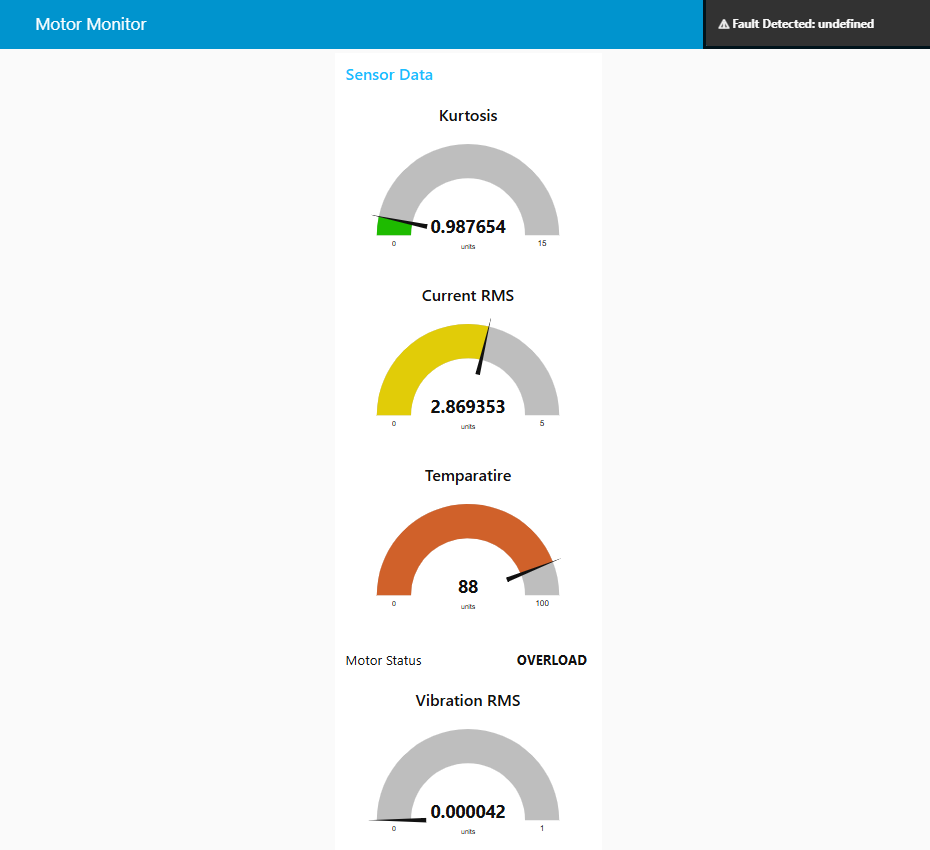 Motor Monitor
⚠ Fault Detected: undefined
Sensor Data
Kurtosis
0.987654
0
units
15
Current RMS
2.869353
0
units
5
Temparatire
88
0
units
100
Motor Status OVERLOAD
Vibration RMS
0.000042
0
units
1